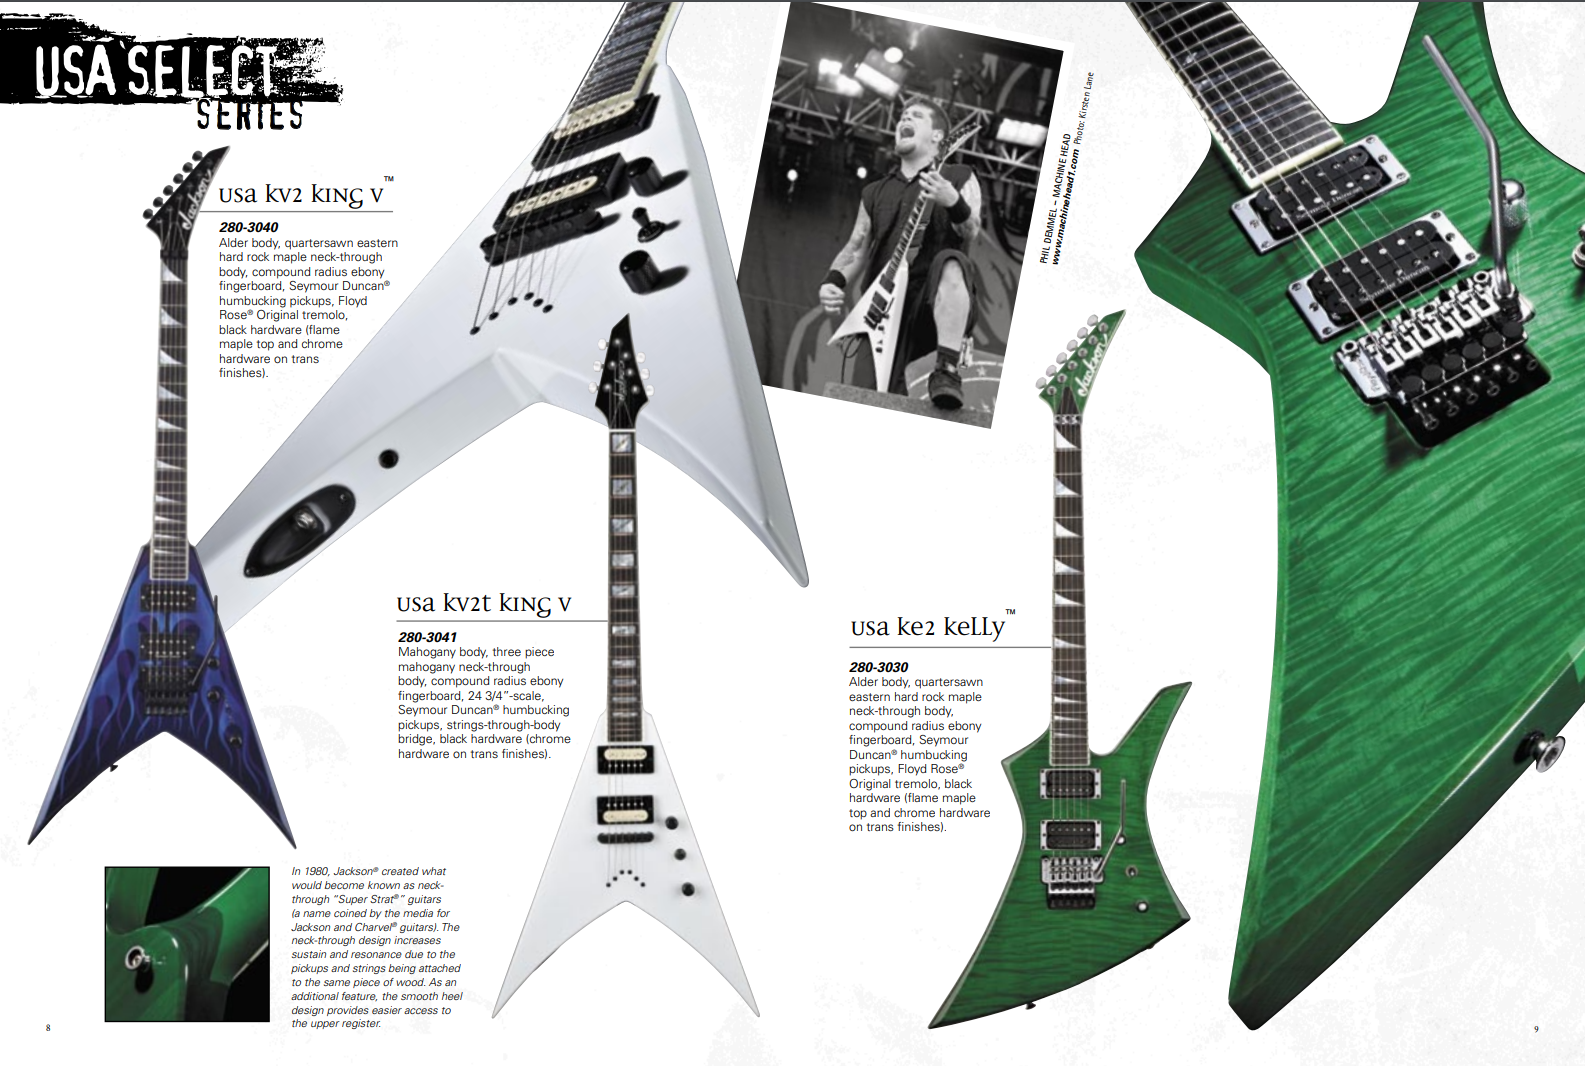 USA SELECT
SERIES
usa kv2 king v™
280-3040
Alder body, quartersawn eastern
hard rock maple neck-through
body, compound radius ebony
fingerboard, Seymour Duncan®
humbucking pickups, Floyd
Rose® Original tremolo,
black hardware (flame
maple top and chrome
hardware on trans
finishes).
Jackson
PHIL DEMMEL – MACHINE HEAD
www.machinehead1.com Photo: Kirsten Lane
usa kv2t king v
280-3041
Mahogany body, three piece
mahogany neck-through
body, compound radius ebony
fingerboard, 24 3/4”-scale,
Seymour Duncan® humbucking
pickups, strings-through-body
bridge, black hardware (chrome
hardware on trans finishes).
usa ke2 kelly™
280-3030
Alder body, quartersawn
eastern hard rock maple
neck-through body,
compound radius ebony
fingerboard, Seymour
Duncan® humbucking
pickups, Floyd Rose®
Original tremolo, black
hardware (flame maple
top and chrome hardware
on trans finishes).
Jackson
Seymour Duncan
Seymour Duncan
In 1980, Jackson® created what
would become known as neck-
through “Super Strat®” guitars
(a name coined by the media for
Jackson and Charvel® guitars). The
neck-through design increases
sustain and resonance due to the
pickups and strings being attached
to the same piece of wood. As an
additional feature, the smooth heel
design provides easier access to
the upper register.
8
9